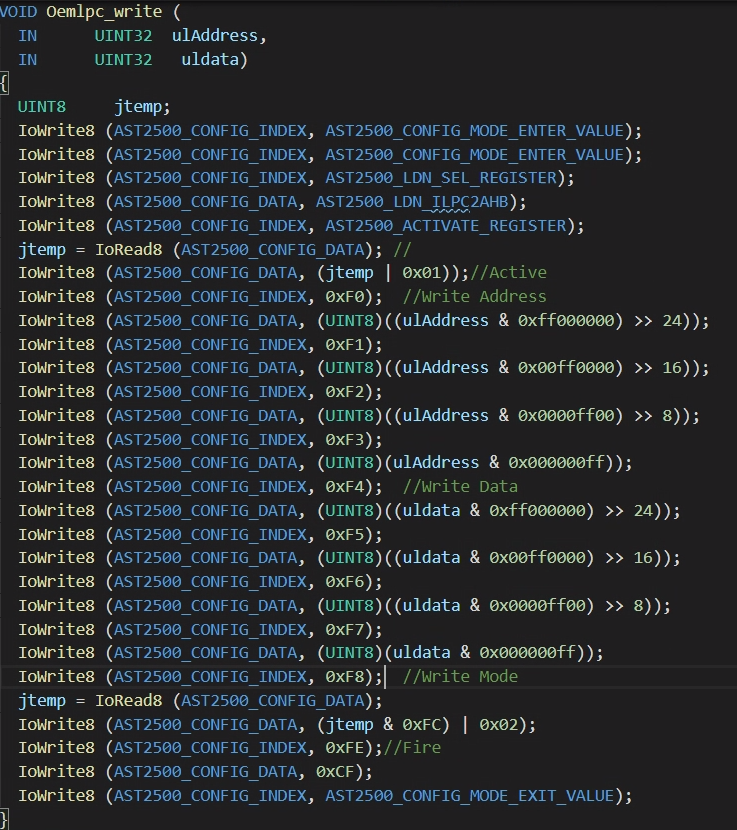 VOID Oemlpc_write (
IN UINT32 ulAddress,
IN UINT32 uldata)
{
UINT8 jtemp;
IoWrite8 (AST2500_CONFIG_INDEX, AST2500_CONFIG_MODE_ENTER_VALUE);
IoWrite8 (AST2500_CONFIG_INDEX, AST2500_CONFIG_MODE_ENTER_VALUE);
IoWrite8 (AST2500_CONFIG_INDEX, AST2500_LDN_SEL_REGISTER);
IoWrite8 (AST2500_CONFIG_DATA, AST2500_LDN_ILPC2AHB);
IoWrite8 (AST2500_CONFIG_INDEX, AST2500_ACTIVATE_REGISTER);
jtemp = IoRead8 (AST2500_CONFIG_DATA); //
IoWrite8 (AST2500_CONFIG_DATA, (jtemp | 0x01));//Active
IoWrite8 (AST2500_CONFIG_INDEX, 0xF0); //Write Address
IoWrite8 (AST2500_CONFIG_DATA, (UINT8)((ulAddress & 0xff000000) >> 24));
IoWrite8 (AST2500_CONFIG_INDEX, 0xF1);
IoWrite8 (AST2500_CONFIG_DATA, (UINT8)((ulAddress & 0x00ff0000) >> 16));
IoWrite8 (AST2500_CONFIG_INDEX, 0xF2);
IoWrite8 (AST2500_CONFIG_DATA, (UINT8)((ulAddress & 0x0000ff00) >> 8));
IoWrite8 (AST2500_CONFIG_INDEX, 0xF3);
IoWrite8 (AST2500_CONFIG_DATA, (UINT8)(ulAddress & 0x000000ff));
IoWrite8 (AST2500_CONFIG_INDEX, 0xF4); //Write Data
IoWrite8 (AST2500_CONFIG_DATA, (UINT8)((uldata & 0xff000000) >> 24));
IoWrite8 (AST2500_CONFIG_INDEX, 0xF5);
IoWrite8 (AST2500_CONFIG_DATA, (UINT8)((uldata & 0x00ff0000) >> 16));
IoWrite8 (AST2500_CONFIG_INDEX, 0xF6);
IoWrite8 (AST2500_CONFIG_DATA, (UINT8)((uldata & 0x0000ff00) >> 8));
IoWrite8 (AST2500_CONFIG_INDEX, 0xF7);
IoWrite8 (AST2500_CONFIG_DATA, (UINT8)(uldata & 0x000000ff));
IoWrite8 (AST2500_CONFIG_INDEX, 0xF8); //Write Mode
jtemp = IoRead8 (AST2500_CONFIG_DATA);
IoWrite8 (AST2500_CONFIG_DATA, (jtemp & 0xFC) | 0x02);
IoWrite8 (AST2500_CONFIG_INDEX, 0xFE);//Fire
IoWrite8 (AST2500_CONFIG_DATA, 0xCF);
IoWrite8 (AST2500_CONFIG_INDEX, AST2500_CONFIG_MODE_EXIT_VALUE);
}